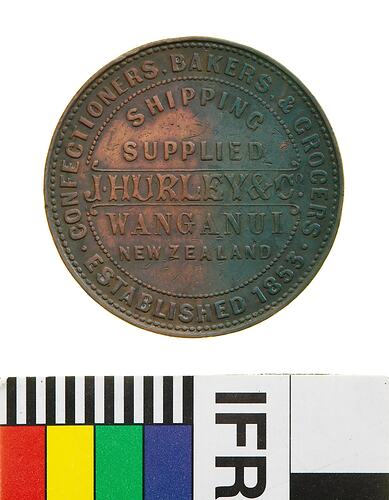 CONFECTIONERS, BAKERS, & GROCERS
SHIPPING
SUPPLIED
J. HURLEY & Co.
WANGANUI
NEW ZEALAND
· ESTABLISHED 1853 ·
IFR